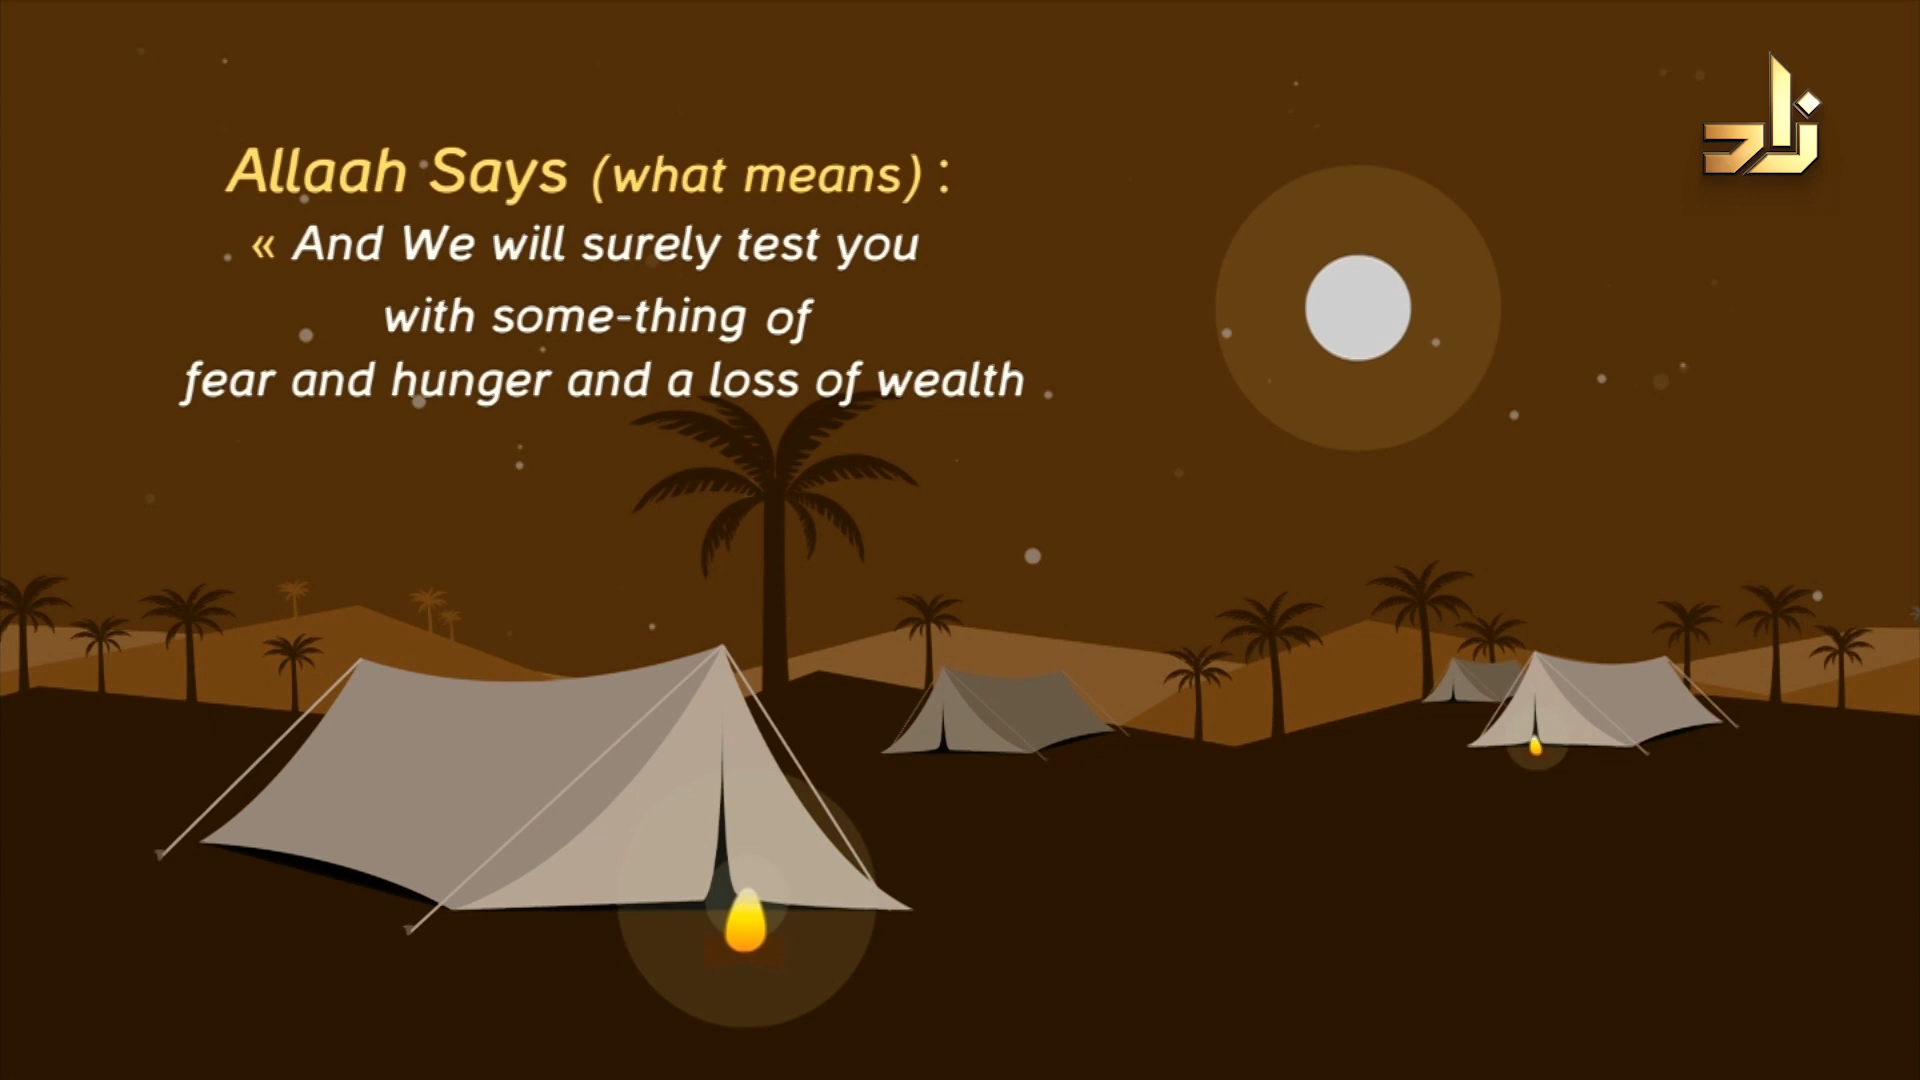 Allaah Says (what means) :
« And We will surely test you
with some-thing of
fear and hunger and a loss of wealth
زاد